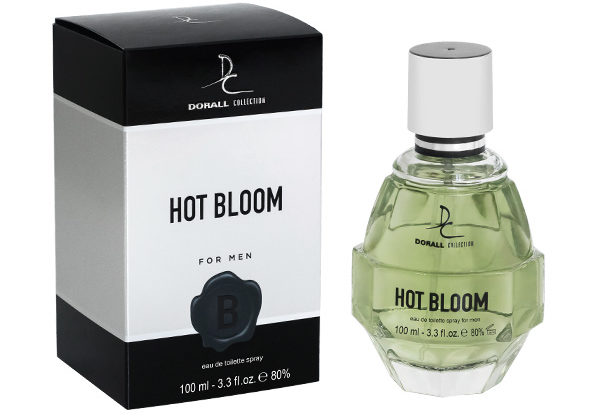 DC
DORALL COLLECTION
HOT BLOOM
FOR MEN
B
eau de toilette spray
100 ml - 3.3 fl.oz. ℮ 80%
DC
DORALL COLLECTION
HOT BLOOM
eau de toilette spray for men
100 ml - 3.3 fl.oz. ℮ 80%